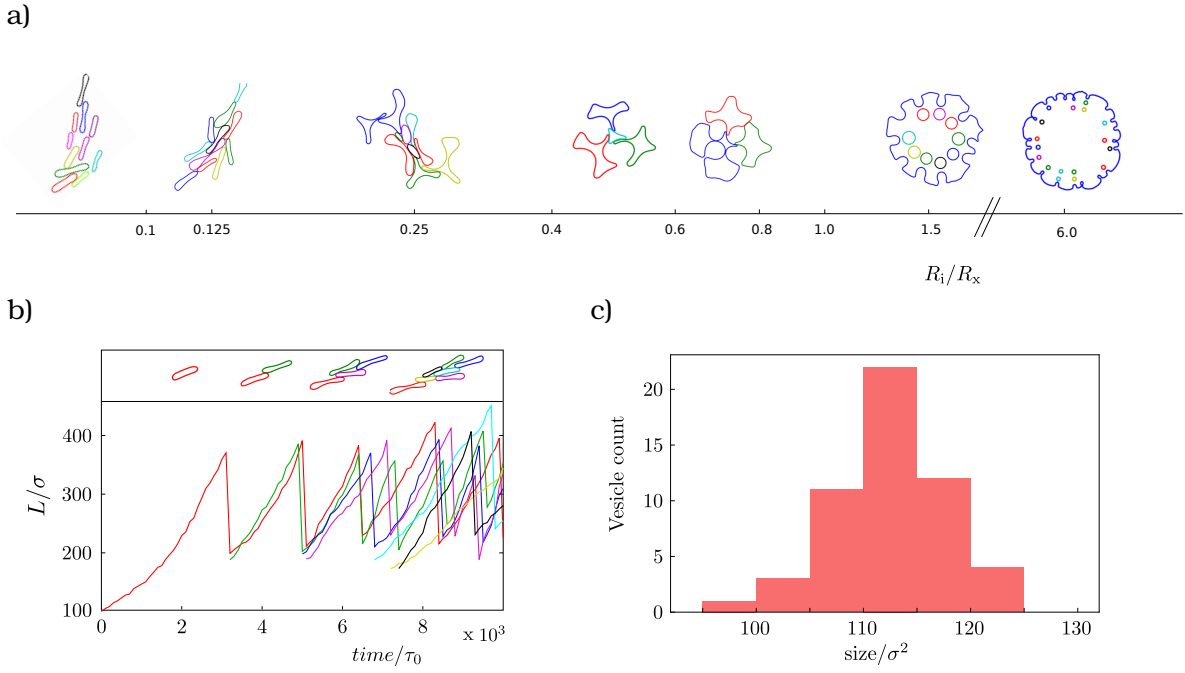 a)
0.1 0.125 0.25 0.4 0.6 0.8 1.0 1.5 6.0
R_i/R_x
b)
L/σ
400
300
200
100
0 2 4 6 8
x 10^3
time/τ_0
c)
Vesicle count
20
15
10
5
0
100 110 120 130
size/σ^2